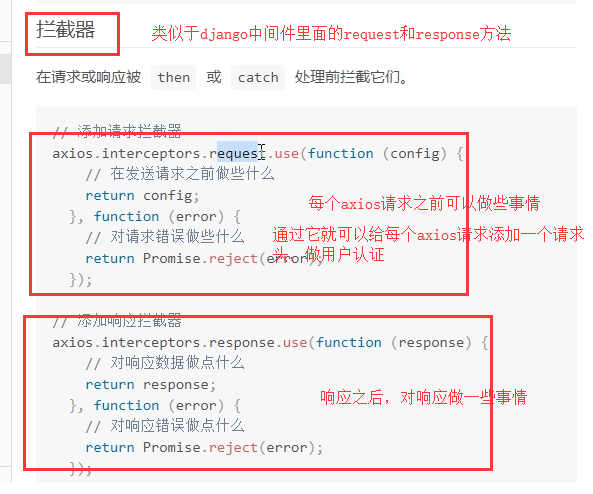 拦截器
类似于django中间件里面的request和response方法
在请求或响应被 then 或 catch 处理前拦截它们。
// 添加请求拦截器
axios.interceptors.request.use(function (config) {
// 在发送请求之前做些什么
return config;
每个axios请求之前可以做些事情
}, function (error) {
// 对请求错误做些什么
通过它就可以给每个axios请求添加一个请求
头，做用户认证
return Promise.reject(error);
});
// 添加响应拦截器
axios.interceptors.response.use(function (response) {
// 对响应数据做点什么
return response;
响应之后，对响应做一些事情
}, function (error) {
// 对响应错误做点什么
return Promise.reject(error);
});